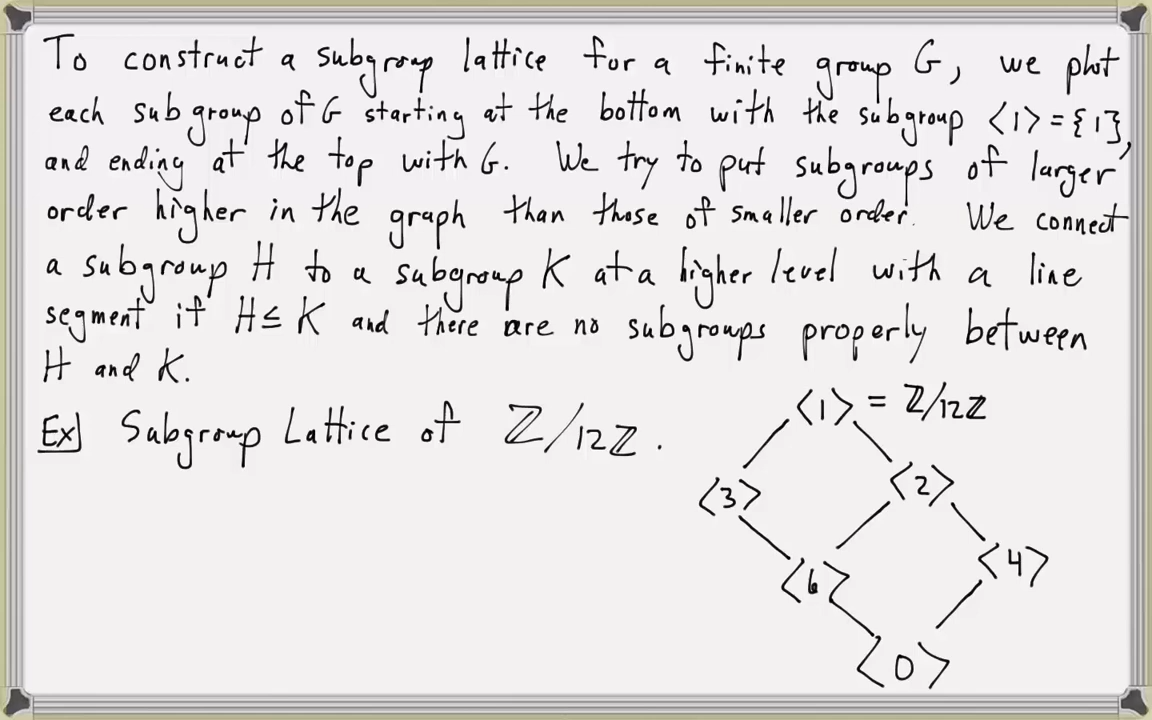 To construct a subgroup lattice for a finite group G, we plot
each subgroup of G starting at the bottom with the subgroup <1> = {1},
and ending at the top with G. We try to put subgroups of larger
order higher in the graph than those of smaller order. We connect
a subgroup H to a subgroup K at a higher level with a line
segment if H ≤ K and there are no subgroups properly between
H and K.
Ex] Subgroup Lattice of ℤ/12ℤ.
<1> = ℤ/12ℤ
<3> <2>
<6> <4>
<0>